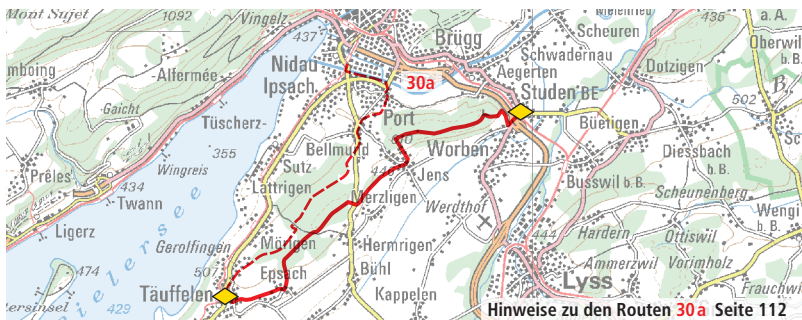 Mont Sujet
1092
Vingelz
437
Brügg
Scheuren
435
a. A.
Oberwil
b. B.
Schwadernau
Aegerten
Dotzigen
Nidau
Ipsach
30a
Studen BE
Alfermée
Gaicht
Tüscherz-
Port
502
Büetigen
Worben
Bellmund
355
Wingreis
Sutz
Lattrigen
Jens
Diessbach
b. B.
Prêles
434
Twann
Merzligen
Busswil b. B.
Scheunenberg
Werdthof
Ligerz
Wengi
Gerolfingen
Mörigen
Hermrigen
444
Hardern
Ottiswil
507
Epsach
Bühl
Ammerzwil
Vorimholz
474
Täuffelen
Lyss
Frauchwil
429
Kappelen
Bielersee
Hinweise zu den Routen 30 a Seite 112